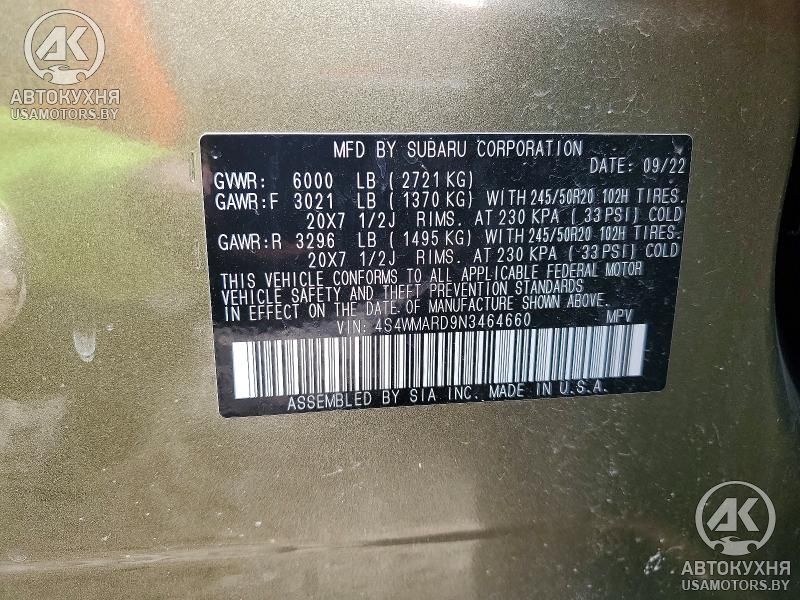 АК
АВТОКУХНЯ
USAMOTORS.BY
MFD BY SUBARU CORPORATION
DATE: 09/22
GVWR: 6000 LB ( 2721 KG)
GAWR:F 3021 LB ( 1370 KG) WITH 245/50R20 102H TIRES.
20X7 1/2J RIMS. AT 230 KPA ( 33 PSI) COLD
GAWR:R 3296 LB ( 1495 KG) WITH 245/50R20 102H TIRES.
20X7 1/2J RIMS. AT 230 KPA ( 33 PSI) COLD
THIS VEHICLE CONFORMS TO ALL APPLICABLE FEDERAL MOTOR
VEHICLE SAFETY AND THEFT PREVENTION STANDARDS
IN EFFECT ON THE DATE OF MANUFACTURE SHOWN ABOVE.
VIN: 4S4WMARD9N3464660 MPV
ASSEMBLED BY SIA INC. MADE IN U.S.A.
АК
АВТОКУХНЯ
USAMOTORS.BY